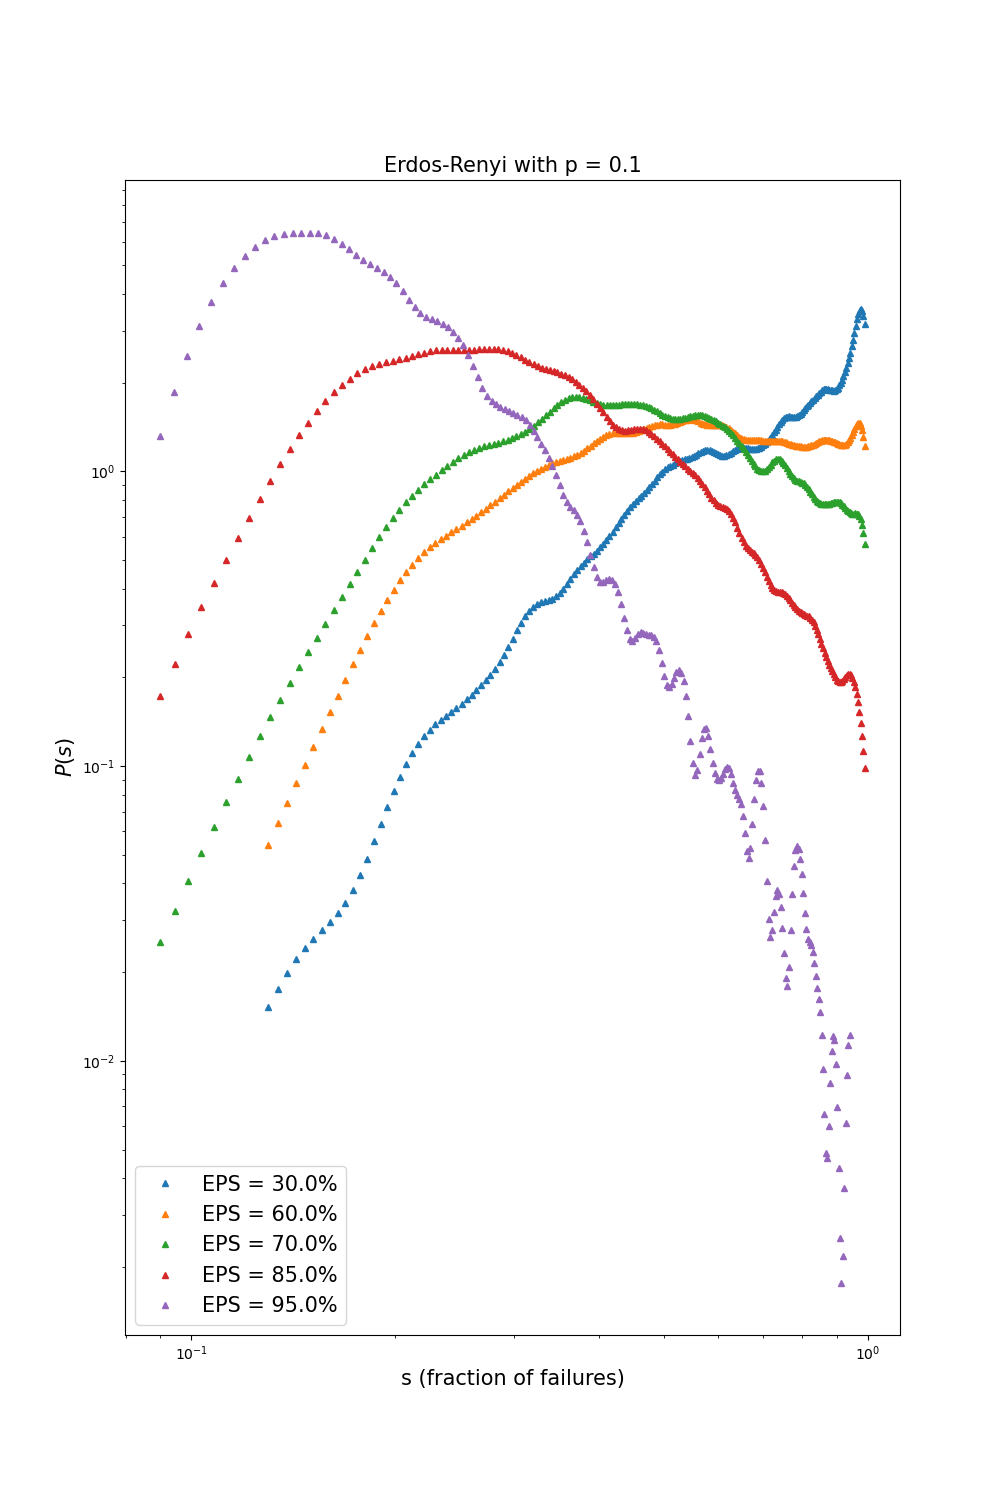 Erdos-Renyi with p = 0.1
P(s)
10⁰
10⁻¹
10⁻²
EPS = 30.0%
EPS = 60.0%
EPS = 70.0%
EPS = 85.0%
EPS = 95.0%
10⁻¹ 10⁰
s (fraction of failures)